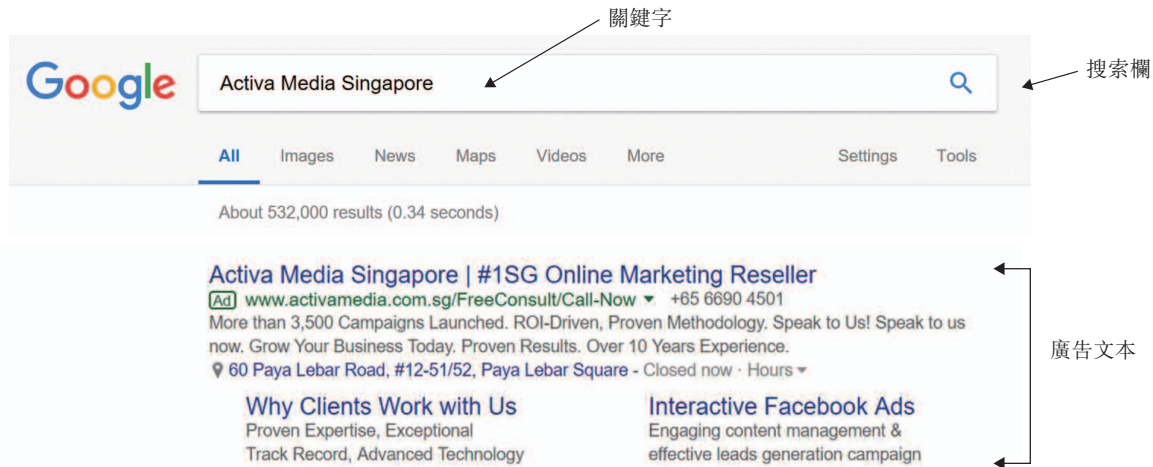 關鍵字
Google
Activa Media Singapore
搜索欄
All Images News Maps Videos More Settings Tools
About 532,000 results (0.34 seconds)
Activa Media Singapore | #1SG Online Marketing Reseller
Ad www.activamedia.com.sg/FreeConsult/Call-Now +65 6690 4501
More than 3,500 Campaigns Launched. ROI-Driven, Proven Methodology. Speak to Us! Speak to us
now. Grow Your Business Today. Proven Results. Over 10 Years Experience.
廣告文本
60 Paya Lebar Road, #12-51/52, Paya Lebar Square - Closed now · Hours
Why Clients Work with Us
Proven Expertise, Exceptional
Track Record, Advanced Technology
Interactive Facebook Ads
Engaging content management &
effective leads generation campaign